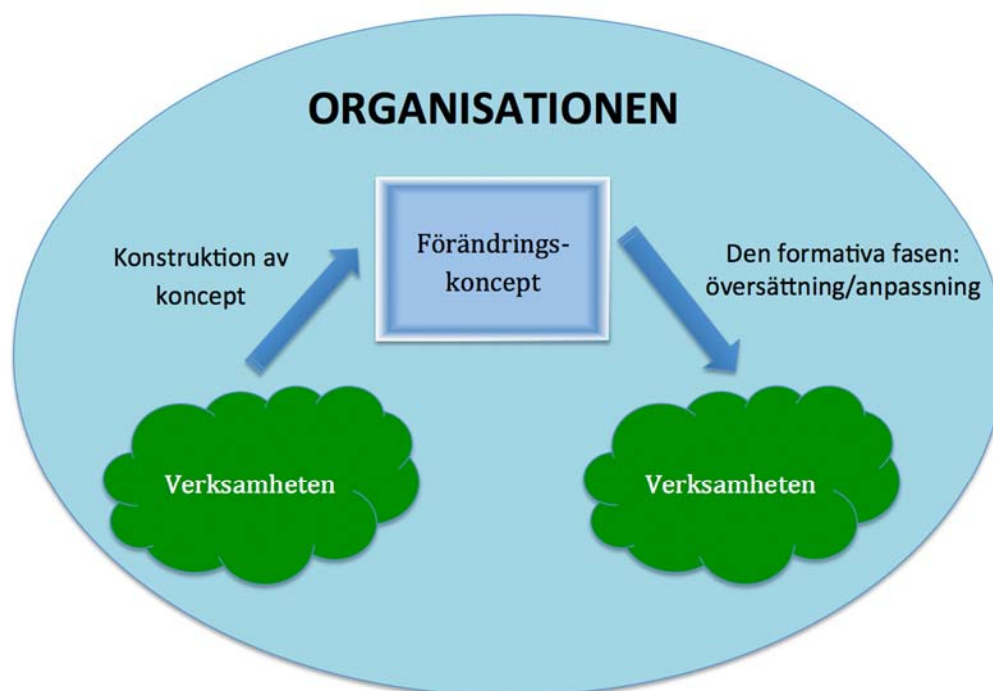 ORGANISATIONEN
Konstruktion av
koncept
Förändrings-
koncept
Den formativa fasen:
översättning/anpassning
Verksamheten
Verksamheten